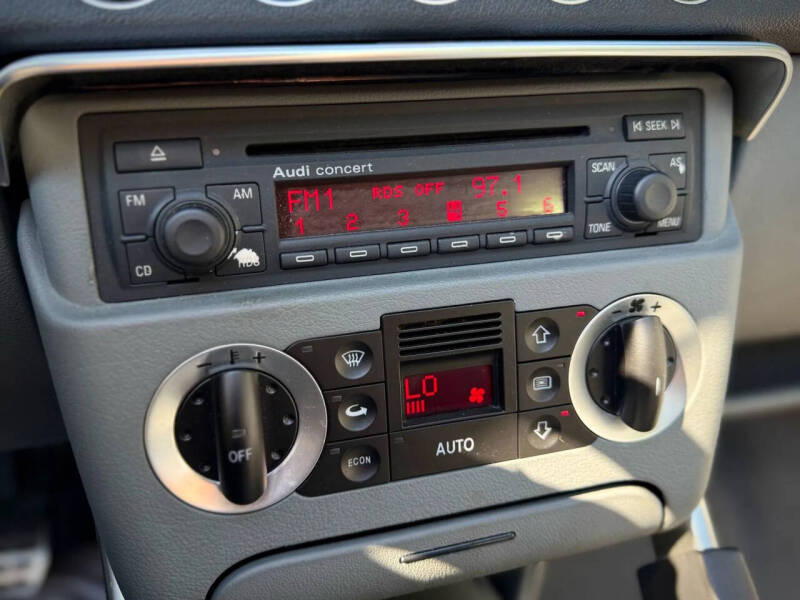 SEEK
SCAN
AS
FM
AM
Audi concert
FM1 RDS OFF 97.1
1 2 3 4 5 6
CD
RDS
TONE
MENU
- +
- +
LO
OFF
ECON
AUTO